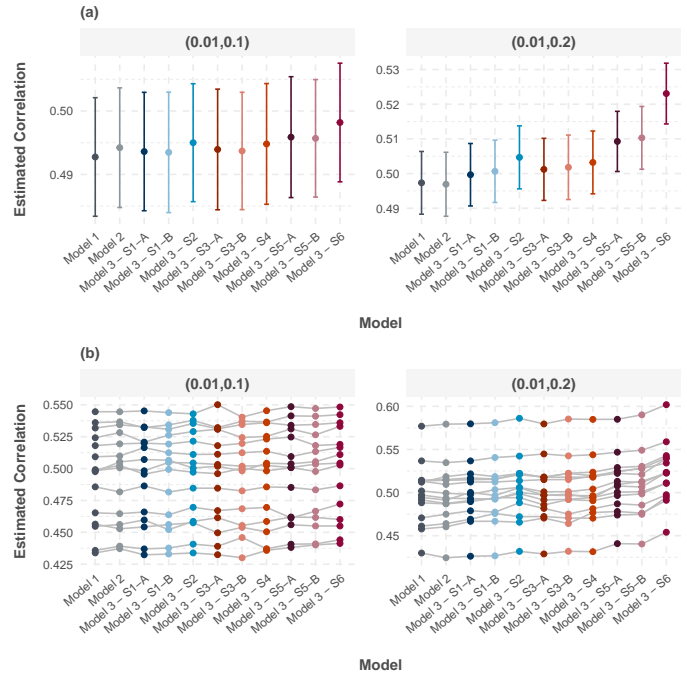 (a)
(0.01,0.1)
(0.01,0.2)
Estimated Correlation
0.50
0.49
0.53
0.52
0.51
0.50
0.49
Model 1
Model 2
Model 3 − S1−A
Model 3 − S1−B
Model 3 − S2
Model 3 − S3−A
Model 3 − S3−B
Model 3 − S4
Model 3 − S5−A
Model 3 − S5−B
Model 3 − S6
Model 1
Model 2
Model 3 − S1−A
Model 3 − S1−B
Model 3 − S2
Model 3 − S3−A
Model 3 − S3−B
Model 3 − S4
Model 3 − S5−A
Model 3 − S5−B
Model 3 − S6
Model
(b)
(0.01,0.1)
(0.01,0.2)
Estimated Correlation
0.550
0.525
0.500
0.475
0.450
0.425
0.60
0.55
0.50
0.45
Model 1
Model 2
Model 3 − S1−A
Model 3 − S1−B
Model 3 − S2
Model 3 − S3−A
Model 3 − S3−B
Model 3 − S4
Model 3 − S5−A
Model 3 − S5−B
Model 3 − S6
Model 1
Model 2
Model 3 − S1−A
Model 3 − S1−B
Model 3 − S2
Model 3 − S3−A
Model 3 − S3−B
Model 3 − S4
Model 3 − S5−A
Model 3 − S5−B
Model 3 − S6
Model